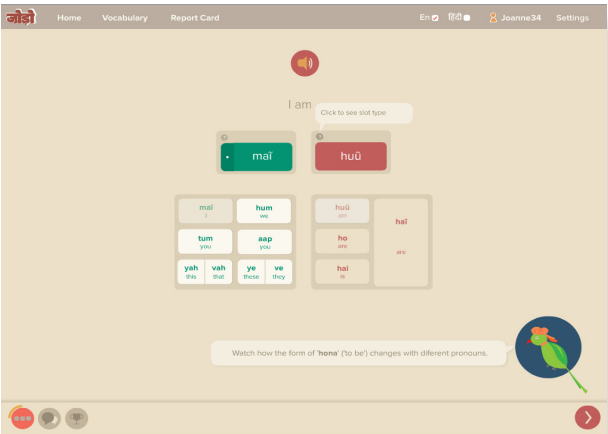 जोड़ो Home Vocabulary Report Card En हिंदी Joanne34 Settings
I am
Click to see slot type
maĩ huũ
maĩ hum huũ haĩ
I we am are
tum aap ho
you you are
yah vah ye ve hai
this that these they is
Watch how the form of 'hona' ('to be') changes with diferent pronouns.